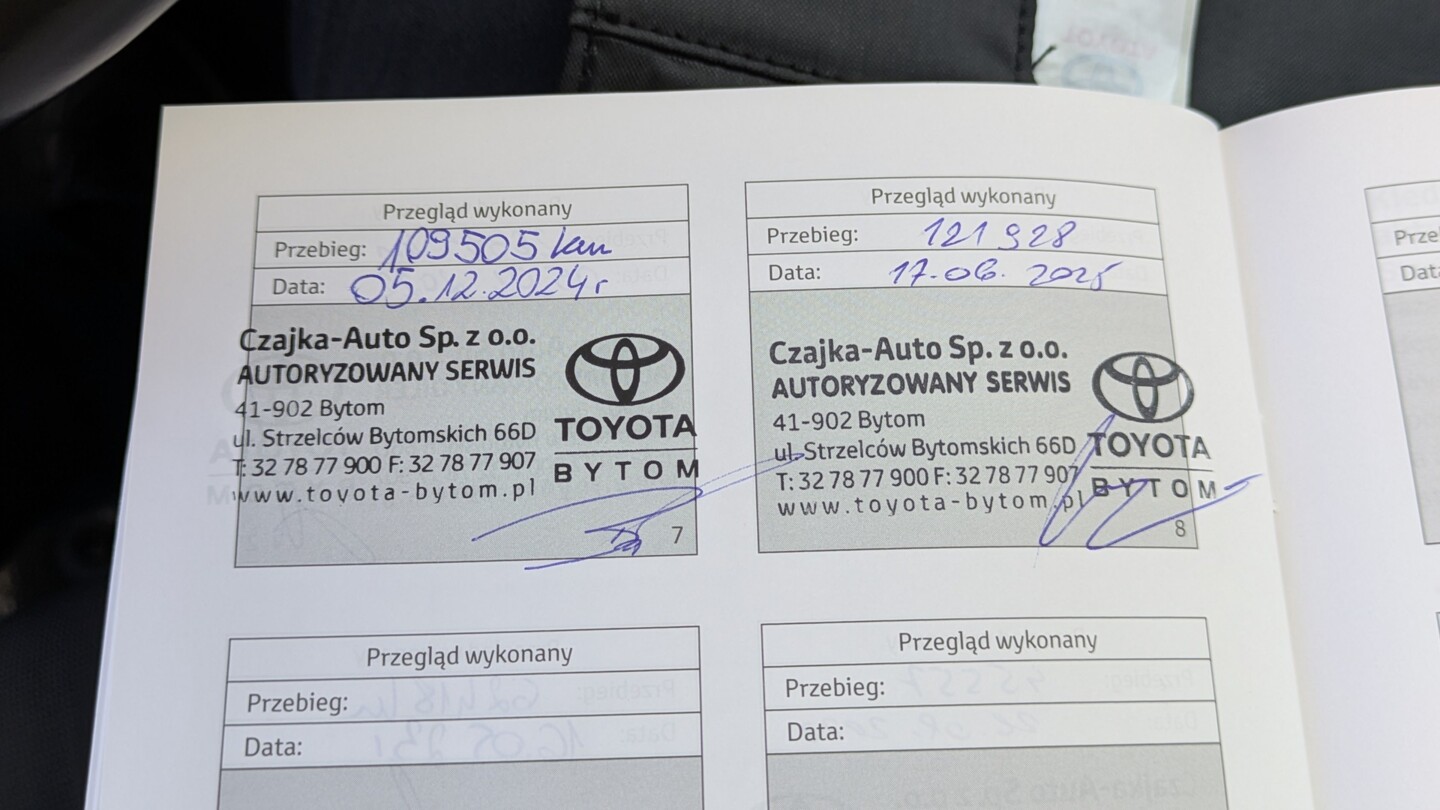 Przegląd wykonany
Przebieg: 109505 km
Data: 05.12.2024r
Czajka-Auto Sp. z o.o.
AUTORYZOWANY SERWIS
41-902 Bytom
ul. Strzelców Bytomskich 66D
T: 32 78 77 900 F: 32 78 77 907
www.toyota-bytom.pl
TOYOTA
BYTOM
7
Przegląd wykonany
Przebieg: 121 928
Data: 17.06. 2025
Czajka-Auto Sp. z o.o.
AUTORYZOWANY SERWIS
41-902 Bytom
ul. Strzelców Bytomskich 66D
T: 32 78 77 900 F: 32 78 77 907
www.toyota-bytom.pl
TOYOTA
BYTOM
8
Przegląd wykonany
Przebieg:
Data:
Przegląd wykonany
Przebieg:
Data: